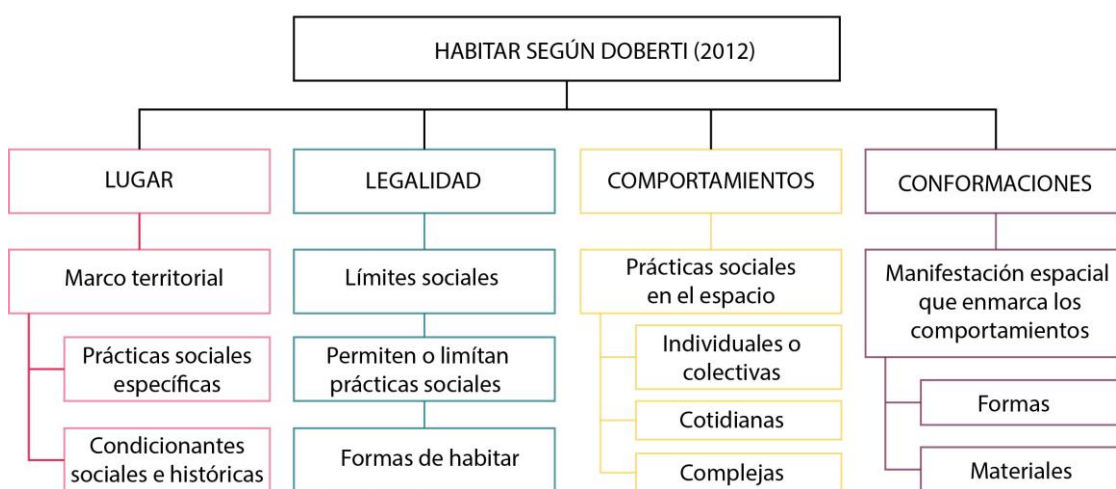 HABITAR SEGÚN DOBERTI (2012)
LUGAR
Marco territorial
Prácticas sociales
específicas
Condicionantes
sociales e históricas
LEGALIDAD
Límites sociales
Permiten o limítan
prácticas sociales
Formas de habitar
COMPORTAMIENTOS
Prácticas sociales
en el espacio
Individuales o
colectivas
Cotidianas
Complejas
CONFORMACIONES
Manifestación espacial
que enmarca los
comportamientos
Formas
Materiales